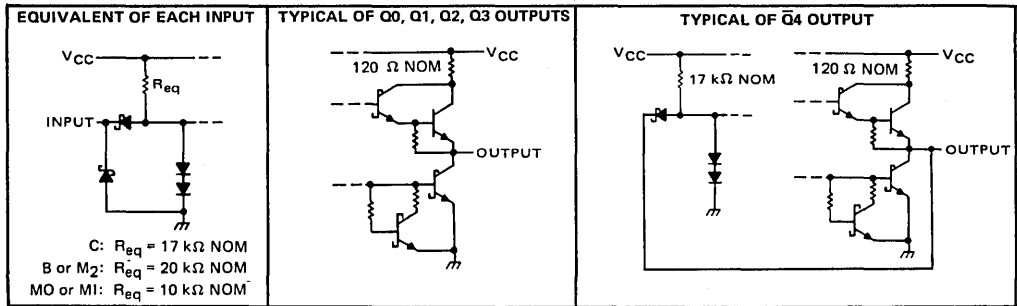 EQUIVALENT OF EACH INPUT
VCC
Req
INPUT
C: Req = 17 kΩ NOM
B or M2: Req = 20 kΩ NOM
MO or MI: Req = 10 kΩ NOM
TYPICAL OF Q0, Q1, Q2, Q3 OUTPUTS
VCC
120 Ω NOM
OUTPUT
TYPICAL OF Q̅4 OUTPUT
VCC
17 kΩ NOM
VCC
120 Ω NOM
OUTPUT